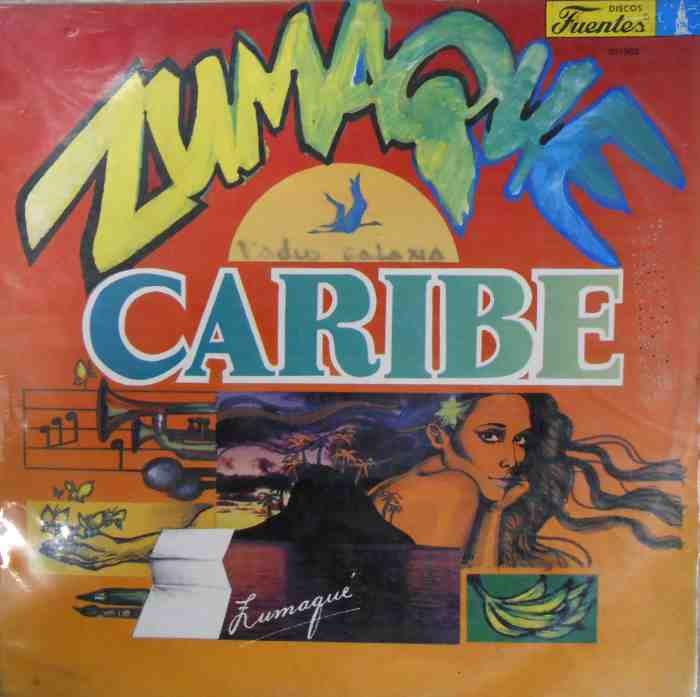 DISCOS
Fuentes
ZUMAQUE
CARIBE
Zumaqué